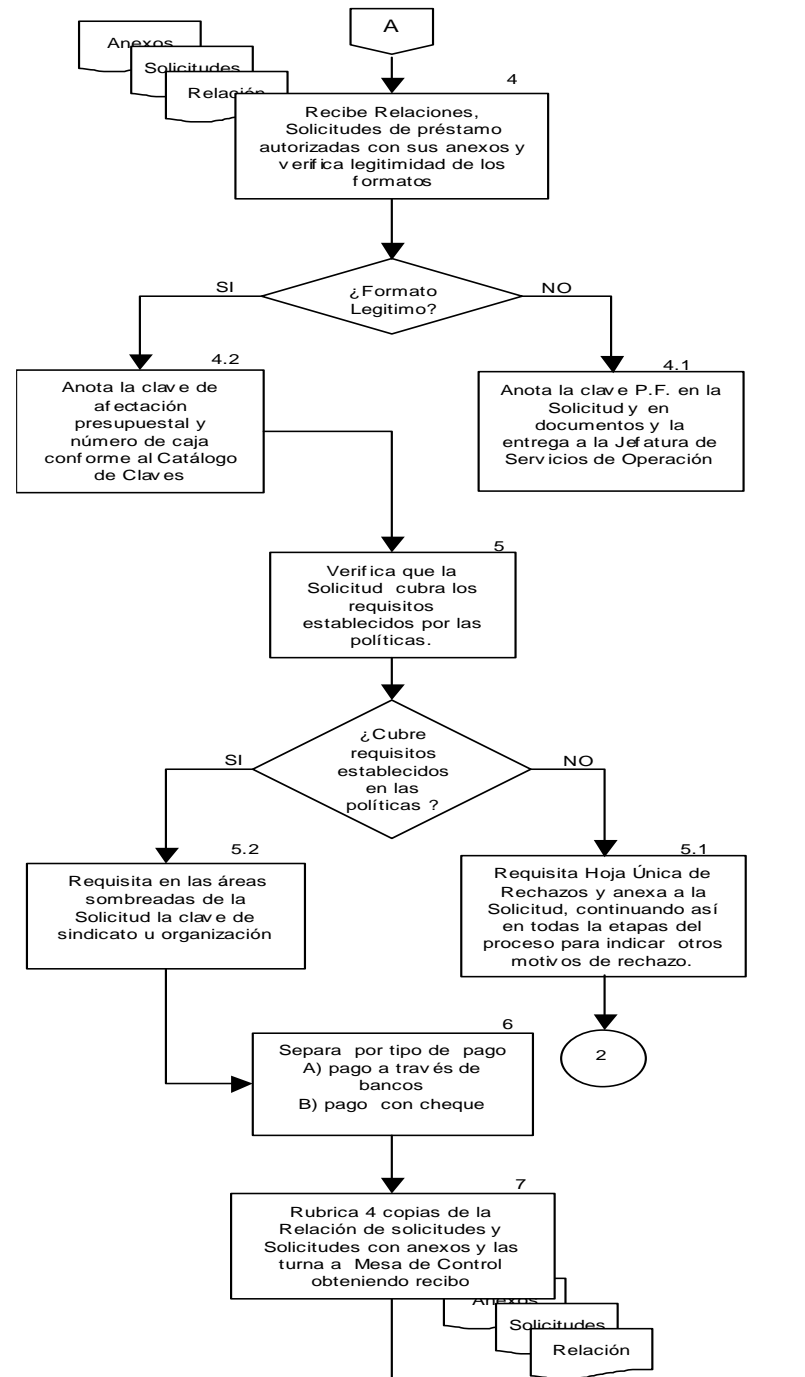 A
Anexos
Solicitudes
Relación
4
Recibe Relaciones,
Solicitudes de préstamo
autorizadas con sus anexos y
verifica legitimidad de los
formatos
¿Formato
Legitimo?
SI
NO
4.2
Anota la clave de
afectación
presupuestal y
número de caja
conforme al Catálogo
de Claves
4.1
Anota la clave P.F. en la
Solicitud y en
documentos y la
entrega a la Jefatura de
Servicios de Operación
5
Verifica que la
Solicitud cubra los
requisitos
establecidos por las
políticas.
¿Cubre
requisitos
establecidos
en las
políticas ?
SI
NO
5.2
Requisita en las áreas
sombreadas de la
Solicitud la clave de
sindicato u organización
5.1
Requisita Hoja Única de
Rechazos y anexa a la
Solicitud, continuando así
en todas la etapas del
proceso para indicar otros
motivos de rechazo.
2
6
Separa por tipo de pago
A) pago a través de
bancos
B) pago con cheque
7
Rubrica 4 copias de la
Relación de solicitudes y
Solicitudes con anexos y las
turna a Mesa de Control
obteniendo recibo
Anexos
Solicitudes
Relación